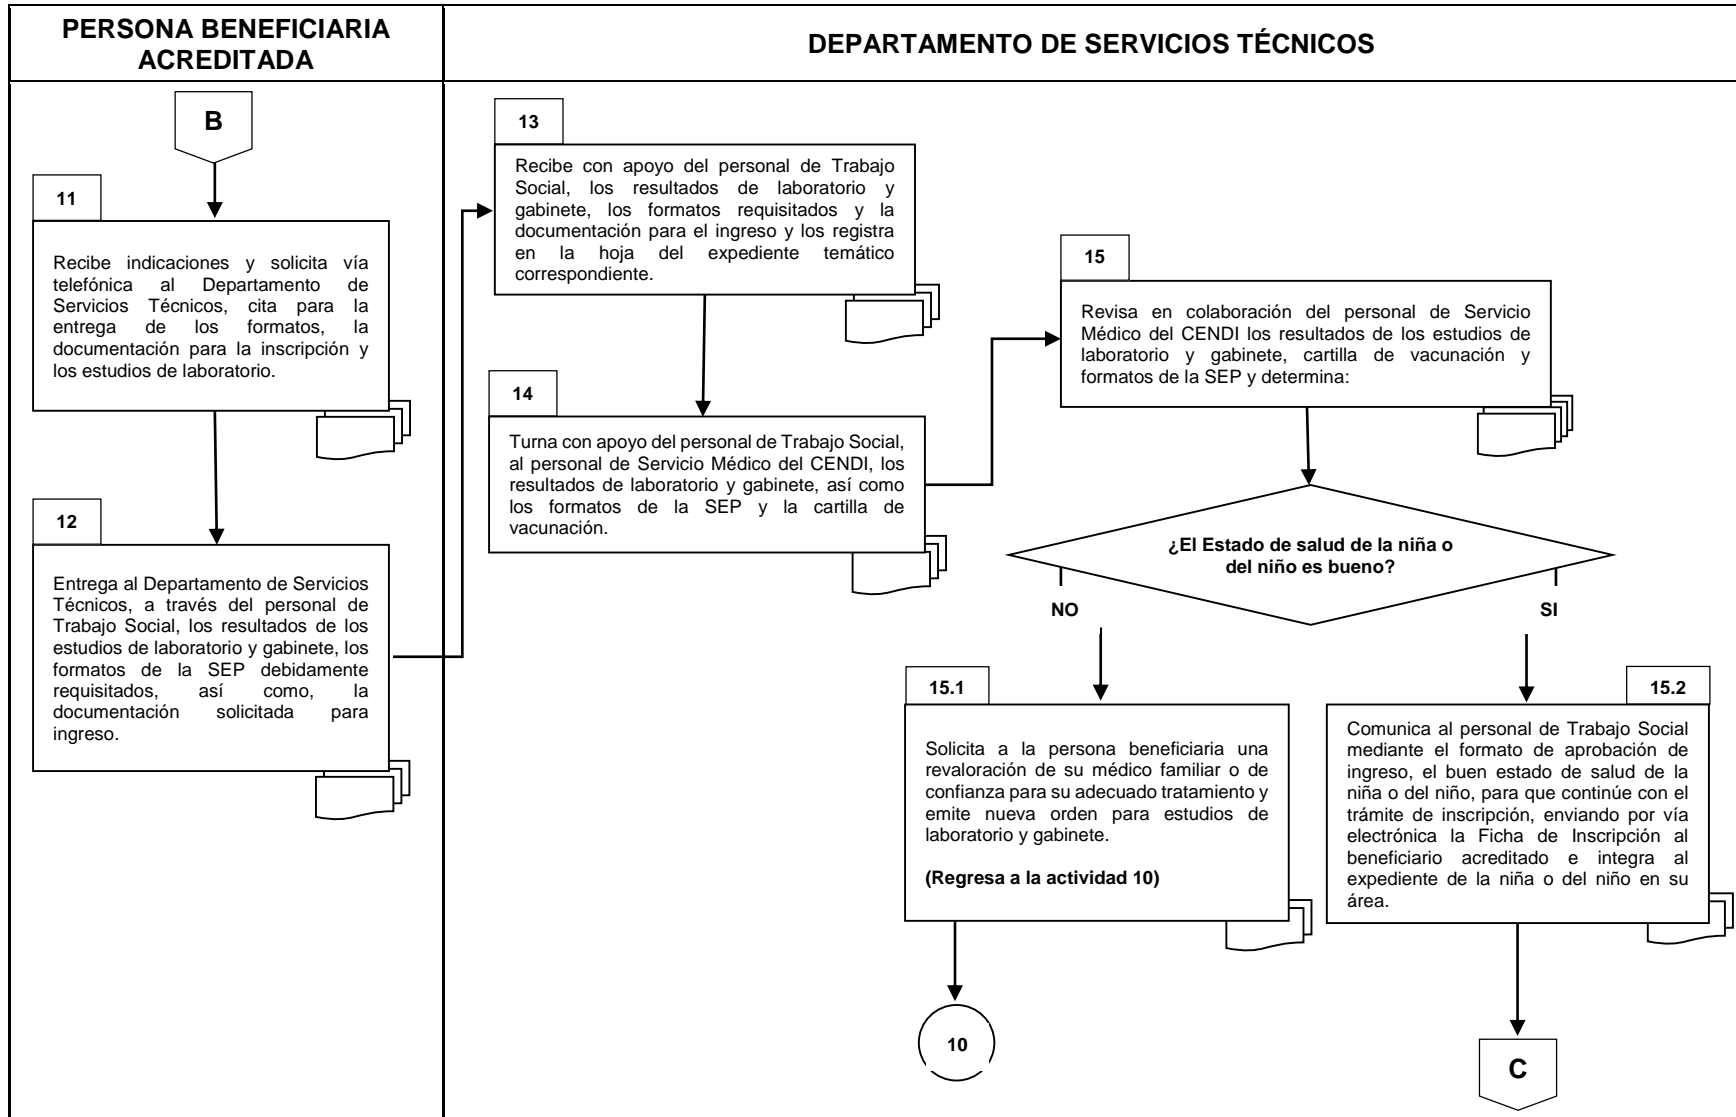 PERSONA BENEFICIARIA
ACREDITADA
DEPARTAMENTO DE SERVICIOS TÉCNICOS
B
11
Recibe indicaciones y solicita vía
telefónica al Departamento de
Servicios Técnicos, cita para la
entrega de los formatos, la
documentación para la inscripción y
los estudios de laboratorio.
12
Entrega al Departamento de Servicios
Técnicos, a través del personal de
Trabajo Social, los resultados de los
estudios de laboratorio y gabinete, los
formatos de la SEP debidamente
requisitados, así como, la
documentación solicitada para
ingreso.
13
Recibe con apoyo del personal de Trabajo
Social, los resultados de laboratorio y
gabinete, los formatos requisitados y la
documentación para el ingreso y los registra
en la hoja del expediente temático
correspondiente.
14
Turna con apoyo del personal de Trabajo Social,
al personal de Servicio Médico del CENDI, los
resultados de laboratorio y gabinete, así como
los formatos de la SEP y la cartilla de
vacunación.
15
Revisa en colaboración del personal de Servicio
Médico del CENDI los resultados de los estudios de
laboratorio y gabinete, cartilla de vacunación y
formatos de la SEP y determina:
¿El Estado de salud de la niña o
del niño es bueno?
NO
SI
15.1
Solicita a la persona beneficiaria una
revaloración de su médico familiar o de
confianza para su adecuado tratamiento y
emite nueva orden para estudios de
laboratorio y gabinete.
(Regresa a la actividad 10)
10
15.2
Comunica al personal de Trabajo Social
mediante el formato de aprobación de
ingreso, el buen estado de salud de la
niña o del niño, para que continúe con el
trámite de inscripción, enviando por vía
electrónica la Ficha de Inscripción al
beneficiario acreditado e integra al
expediente de la niña o del niño en su
área.
C